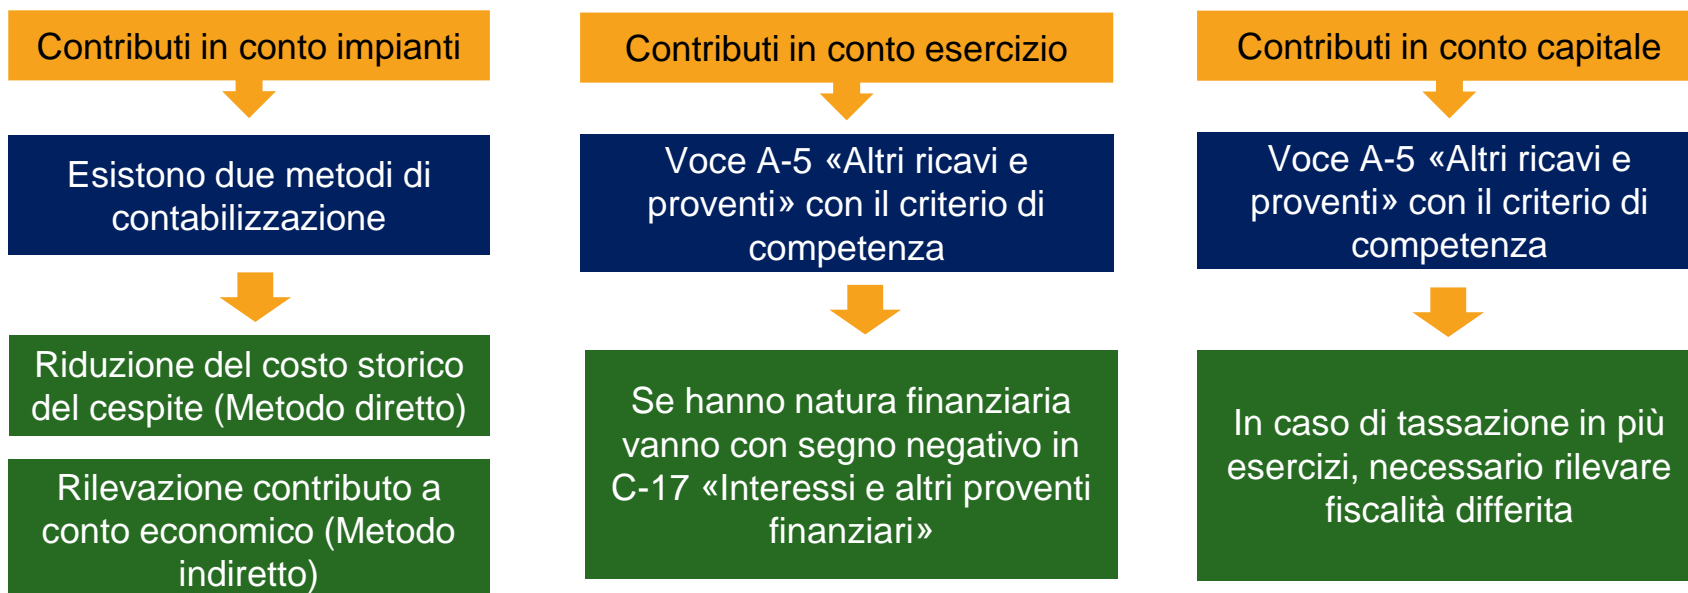 Contributi in conto impianti
Esistono due metodi di
contabilizzazione
Riduzione del costo storico
del cespite (Metodo diretto)
Rilevazione contributo a
conto economico (Metodo
indiretto)
Contributi in conto esercizio
Voce A-5 «Altri ricavi e
proventi» con il criterio di
competenza
Se hanno natura finanziaria
vanno con segno negativo in
C-17 «Interessi e altri proventi
finanziari»
Contributi in conto capitale
Voce A-5 «Altri ricavi e
proventi» con il criterio di
competenza
In caso di tassazione in più
esercizi, necessario rilevare
fiscalità differita